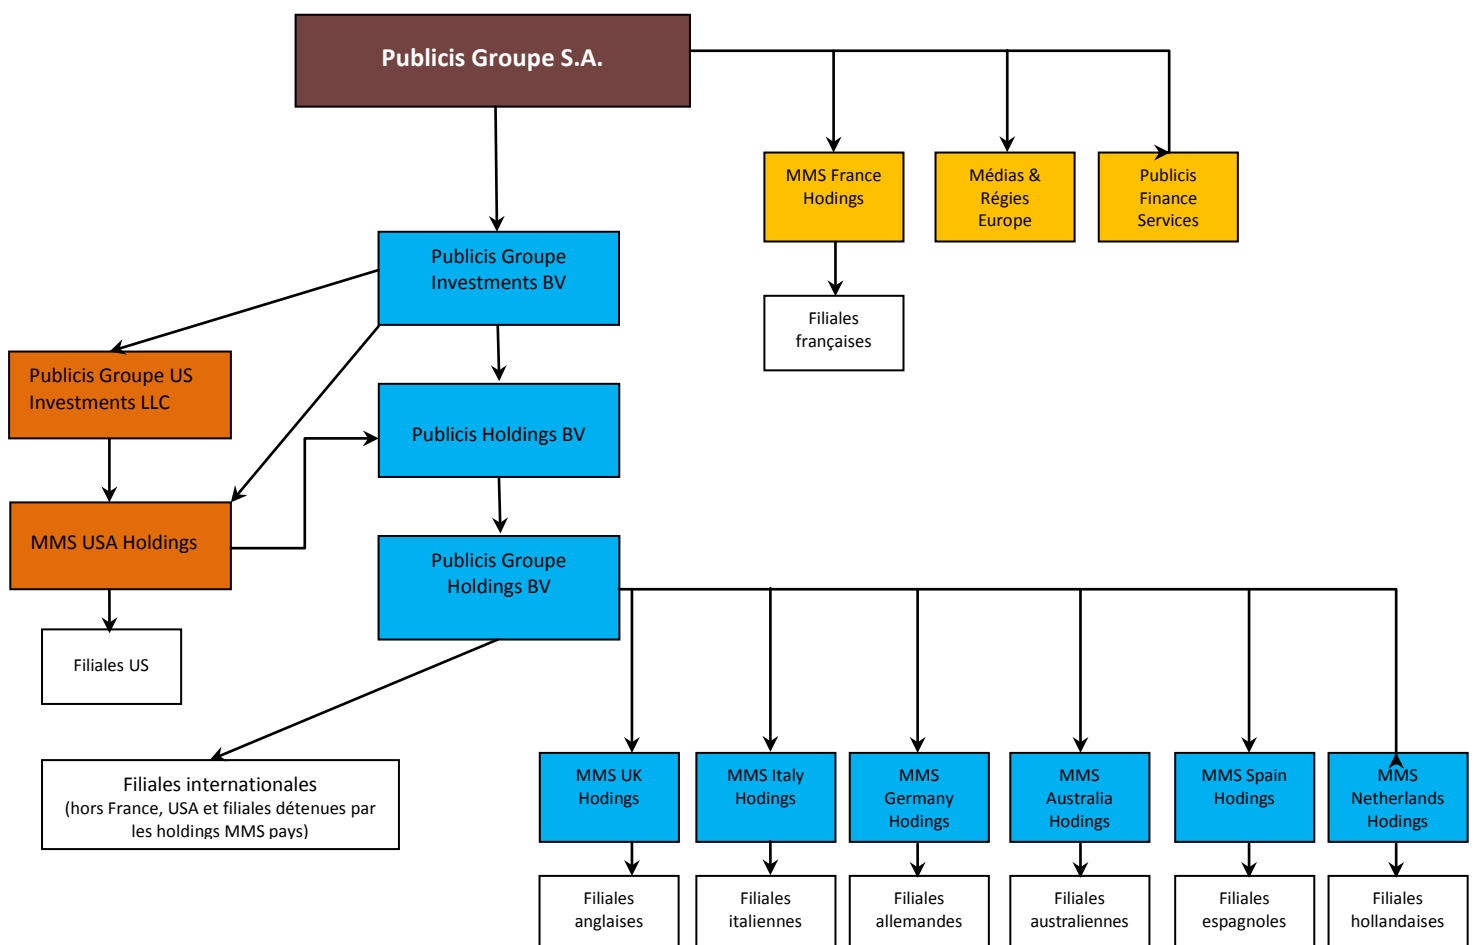 Publicis Groupe S.A.
MMS France
Hodings
Médias &
Régies
Europe
Publicis
Finance
Services
Publicis Groupe
Investments BV
Filiales
françaises
Publicis Groupe US
Investments LLC
Publicis Holdings BV
MMS USA Holdings
Publicis Groupe
Holdings BV
Filiales US
Filiales internationales
(hors France, USA et filiales détenues par
les holdings MMS pays)
MMS UK
Hodings
MMS Italy
Hodings
MMS
Germany
Hodings
MMS
Australia
Hodings
MMS Spain
Hodings
MMS
Netherlands
Hodings
Filiales
anglaises
Filiales
italiennes
Filiales
allemandes
Filiales
australiennes
Filiales
espagnoles
Filiales
hollandaises